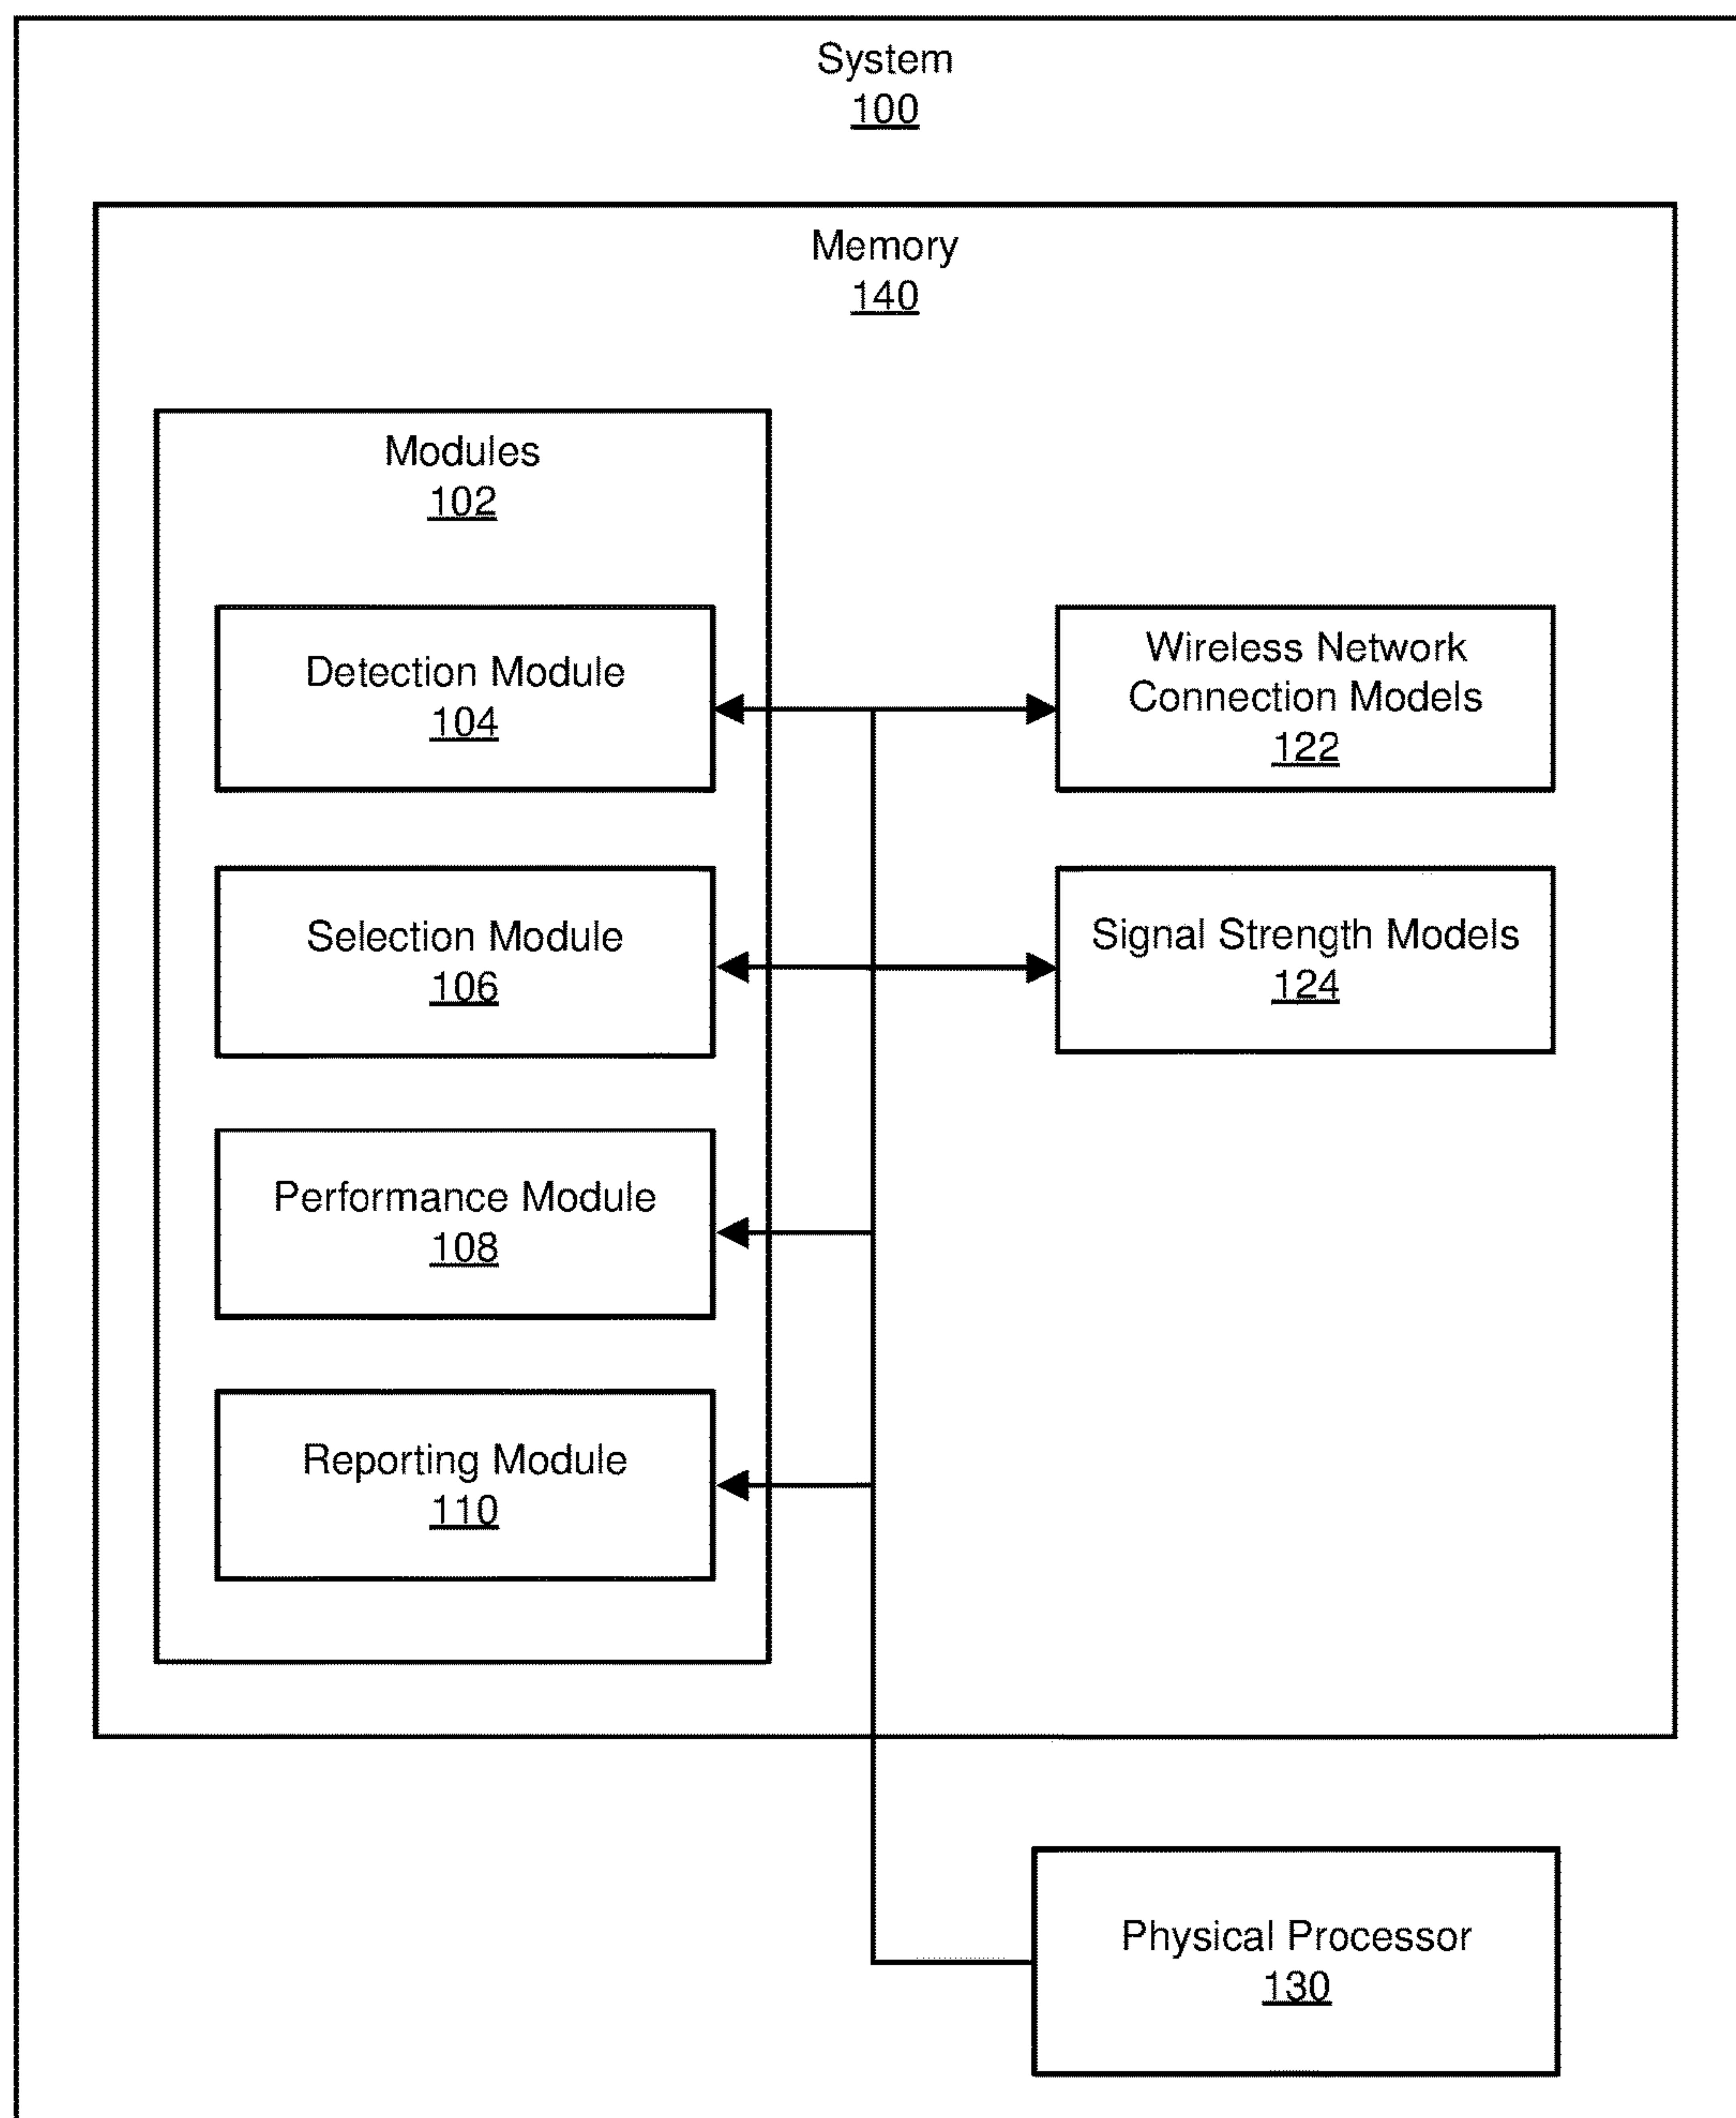 System
100
Memory
140
Modules
102
Detection Module
104
Wireless Network
Connection Models
122
Selection Module
106
Signal Strength Models
124
Performance Module
108
Reporting Module
110
Physical Processor
130